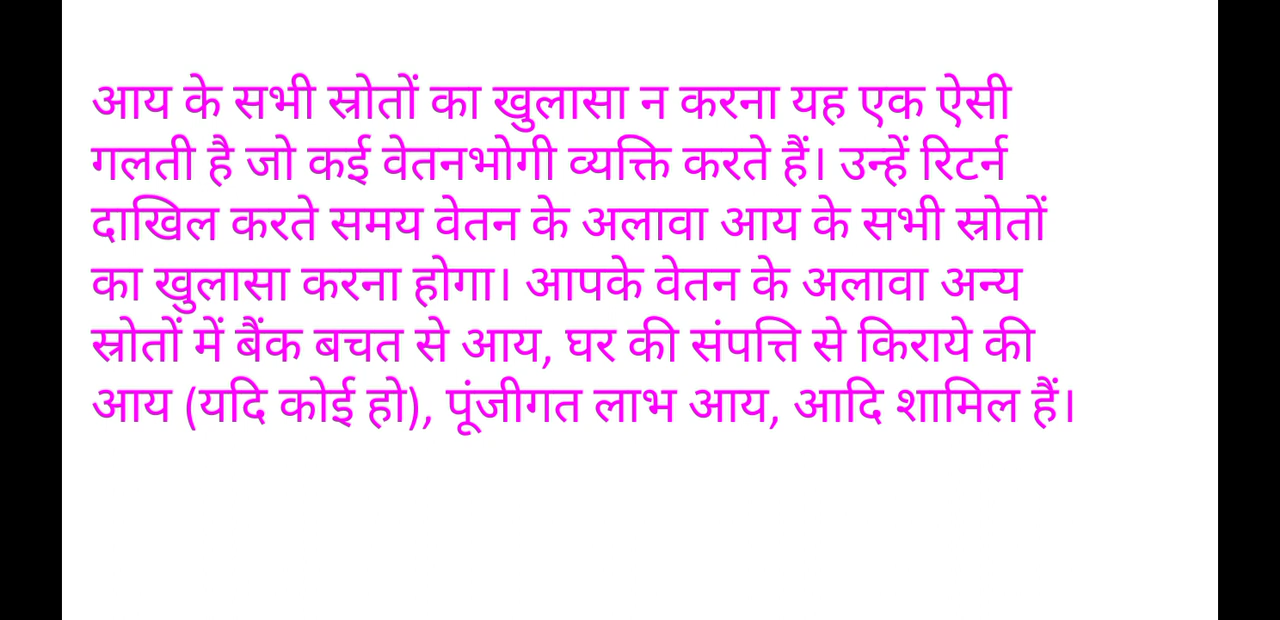 आय के सभी स्रोतों का खुलासा न करना यह एक ऐसी
गलती है जो कई वेतनभोगी व्यक्ति करते हैं। उन्हें रिटर्न
दाखिल करते समय वेतन के अलावा आय के सभी स्रोतों
का खुलासा करना होगा। आपके वेतन के अलावा अन्य
स्रोतों में बैंक बचत से आय, घर की संपत्ति से किराये की
आय (यदि कोई हो), पूंजीगत लाभ आय, आदि शामिल हैं।